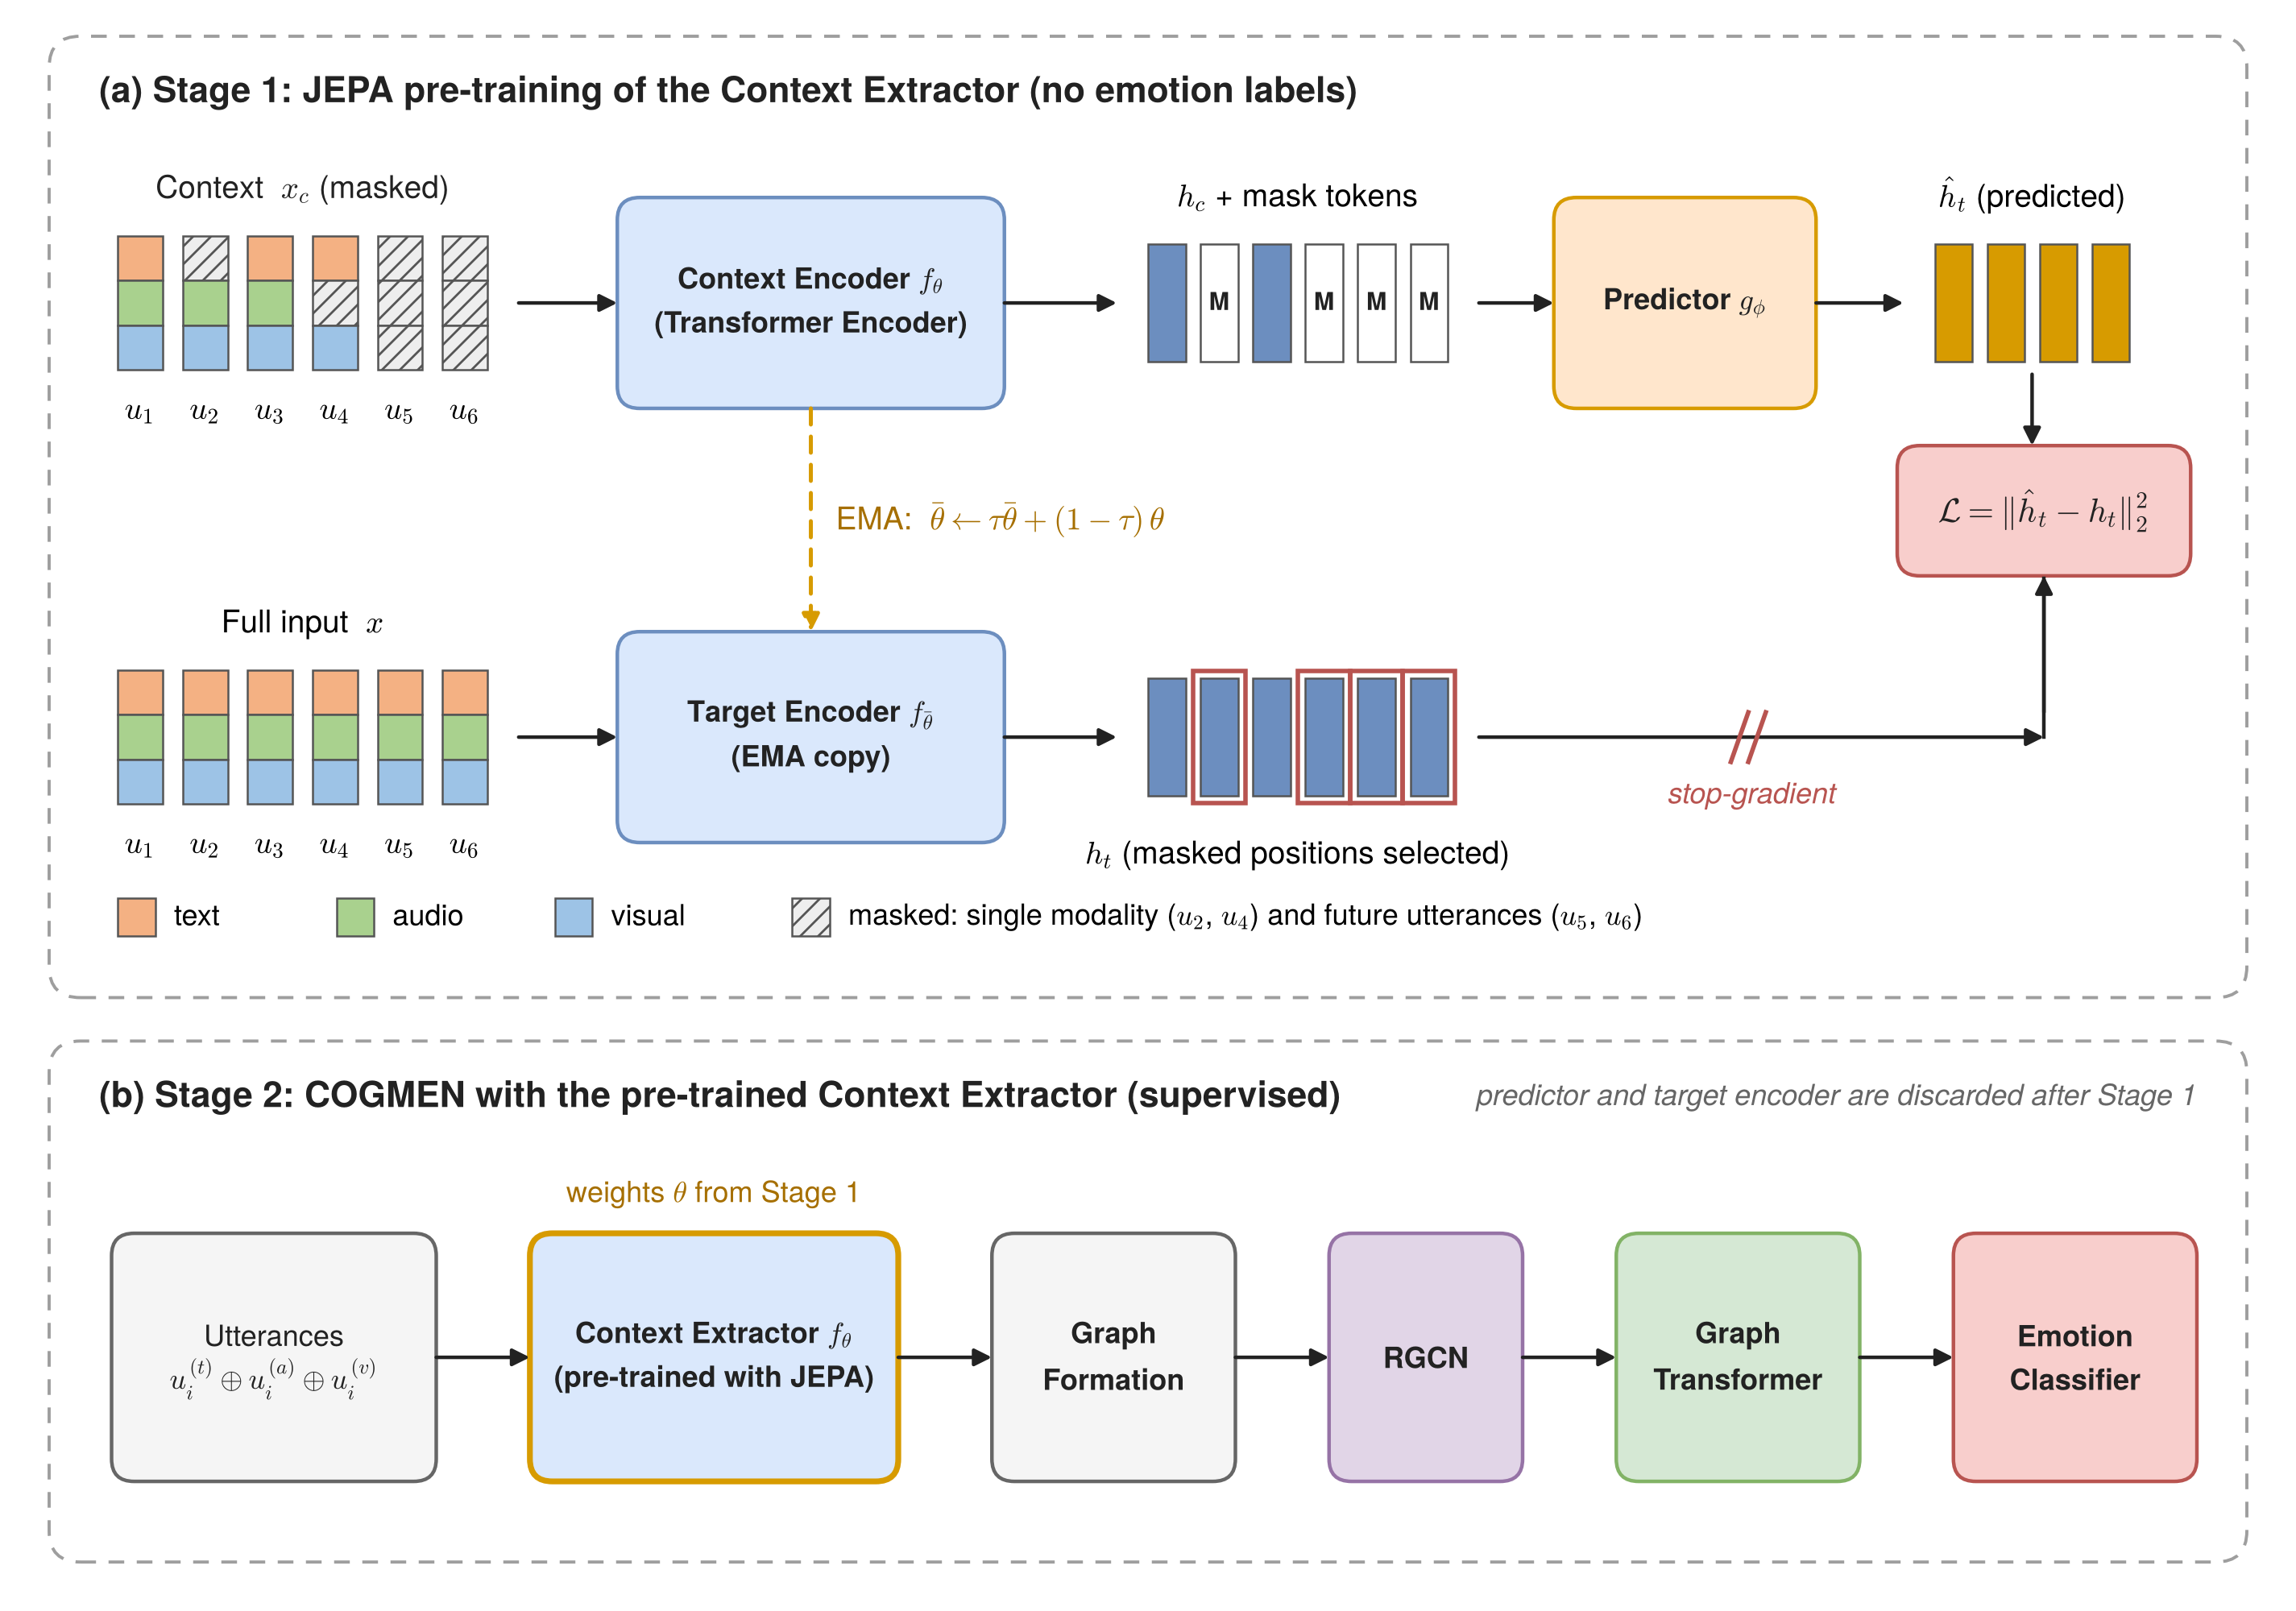 (a) Stage 1: JEPA pre-training of the Context Extractor (no emotion labels)
Context x_c (masked)
h_c + mask tokens
ĥ_t (predicted)
Context Encoder f_θ
(Transformer Encoder)
M M M M
Predictor g_ϕ
u_1 u_2 u_3 u_4 u_5 u_6
EMA: θ̄ ← τθ̄ + (1 − τ) θ
ℒ = ‖ĥ_t − h_t‖_2^2
Full input x
Target Encoder f_θ̄
(EMA copy)
stop-gradient
u_1 u_2 u_3 u_4 u_5 u_6
h_t (masked positions selected)
text audio visual masked: single modality (u_2, u_4) and future utterances (u_5, u_6)
(b) Stage 2: COGMEN with the pre-trained Context Extractor (supervised)
predictor and target encoder are discarded after Stage 1
weights θ from Stage 1
Utterances
u_i^(t) ⊕ u_i^(a) ⊕ u_i^(v)
Context Extractor f_θ
(pre-trained with JEPA)
Graph
Formation
RGCN
Graph
Transformer
Emotion
Classifier